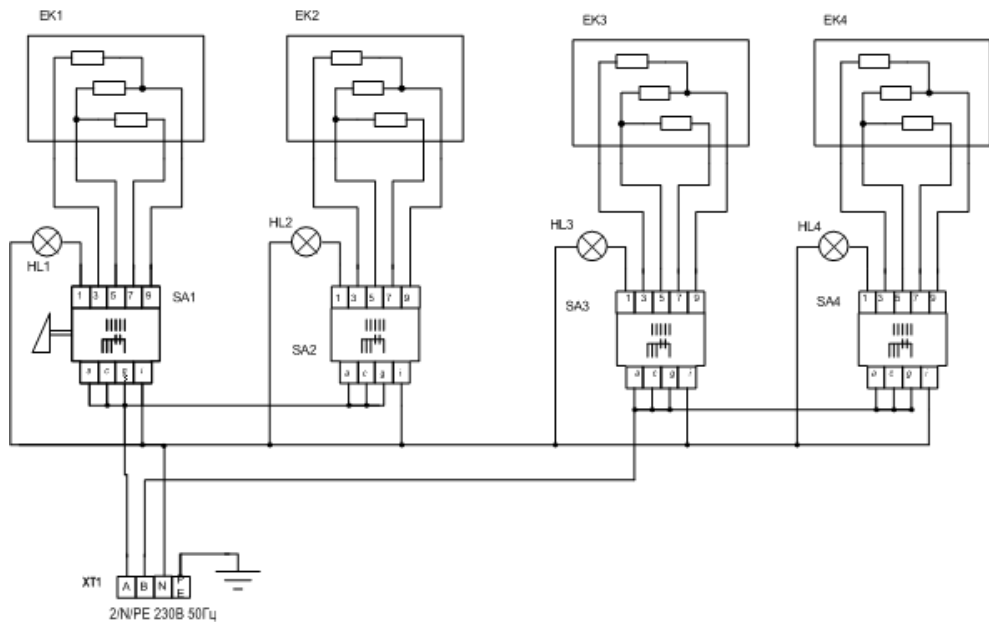 EK1 EK2 EK3 EK4
HL1 HL2 HL3 HL4
1 3 5 7 9 SA1
1 3 5 7 9 SA2
1 3 5 7 9 SA3
1 3 5 7 9 SA4
a c g i
a c g i
a c g i
a c g i
XT1 A B N PE
2/N/PE 230В 50Гц